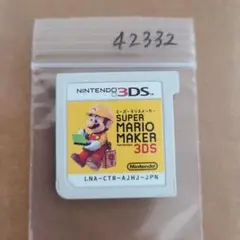 42332
NINTENDO 3DS
スーパーマリオメーカー
SUPER
MARIO
MAKER
3DS
Nintendo
LNA-CTR-AJHJ-JPN